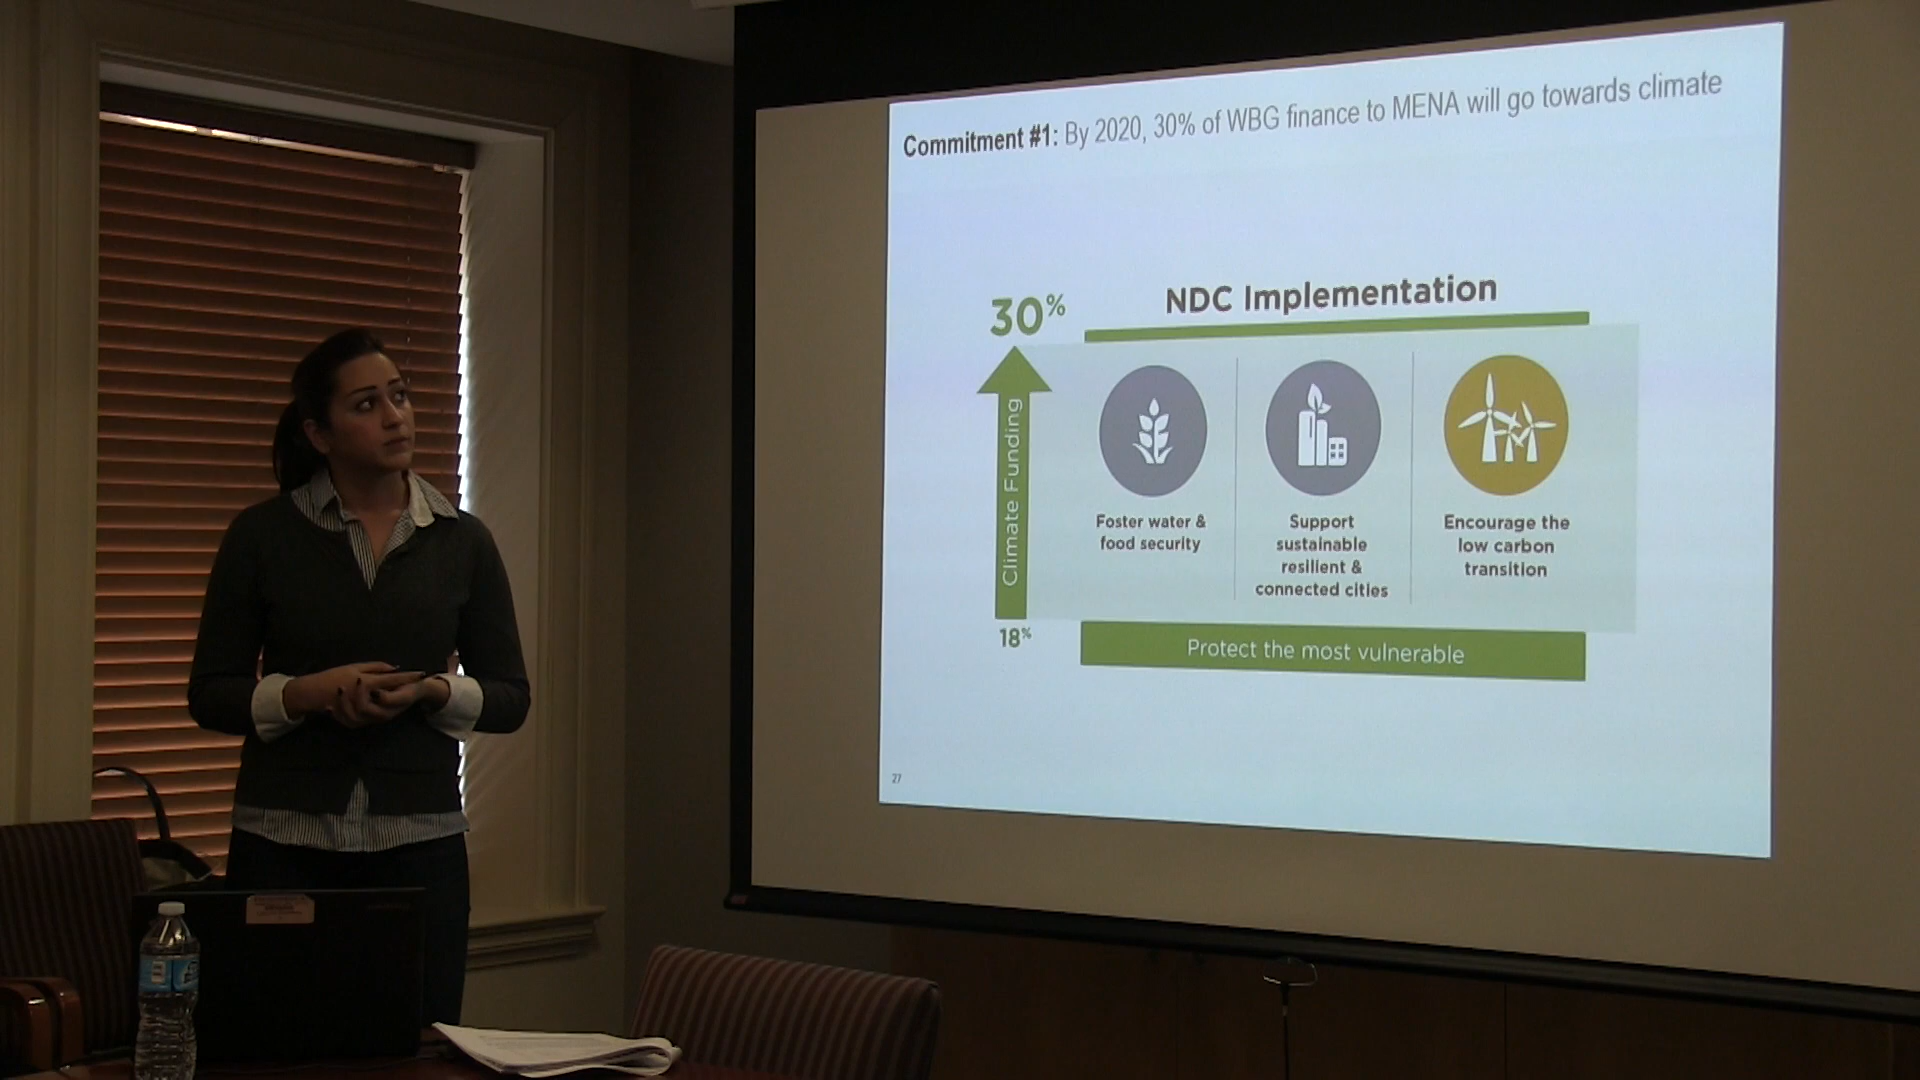 Commitment #1: By 2020, 30% of WBG finance to MENA will go towards climate
NDC Implementation
30%
Climate Funding
18%
Foster water &
food security
Support
sustainable
resilient &
connected cities
Encourage the
low carbon
transition
Protect the most vulnerable
27